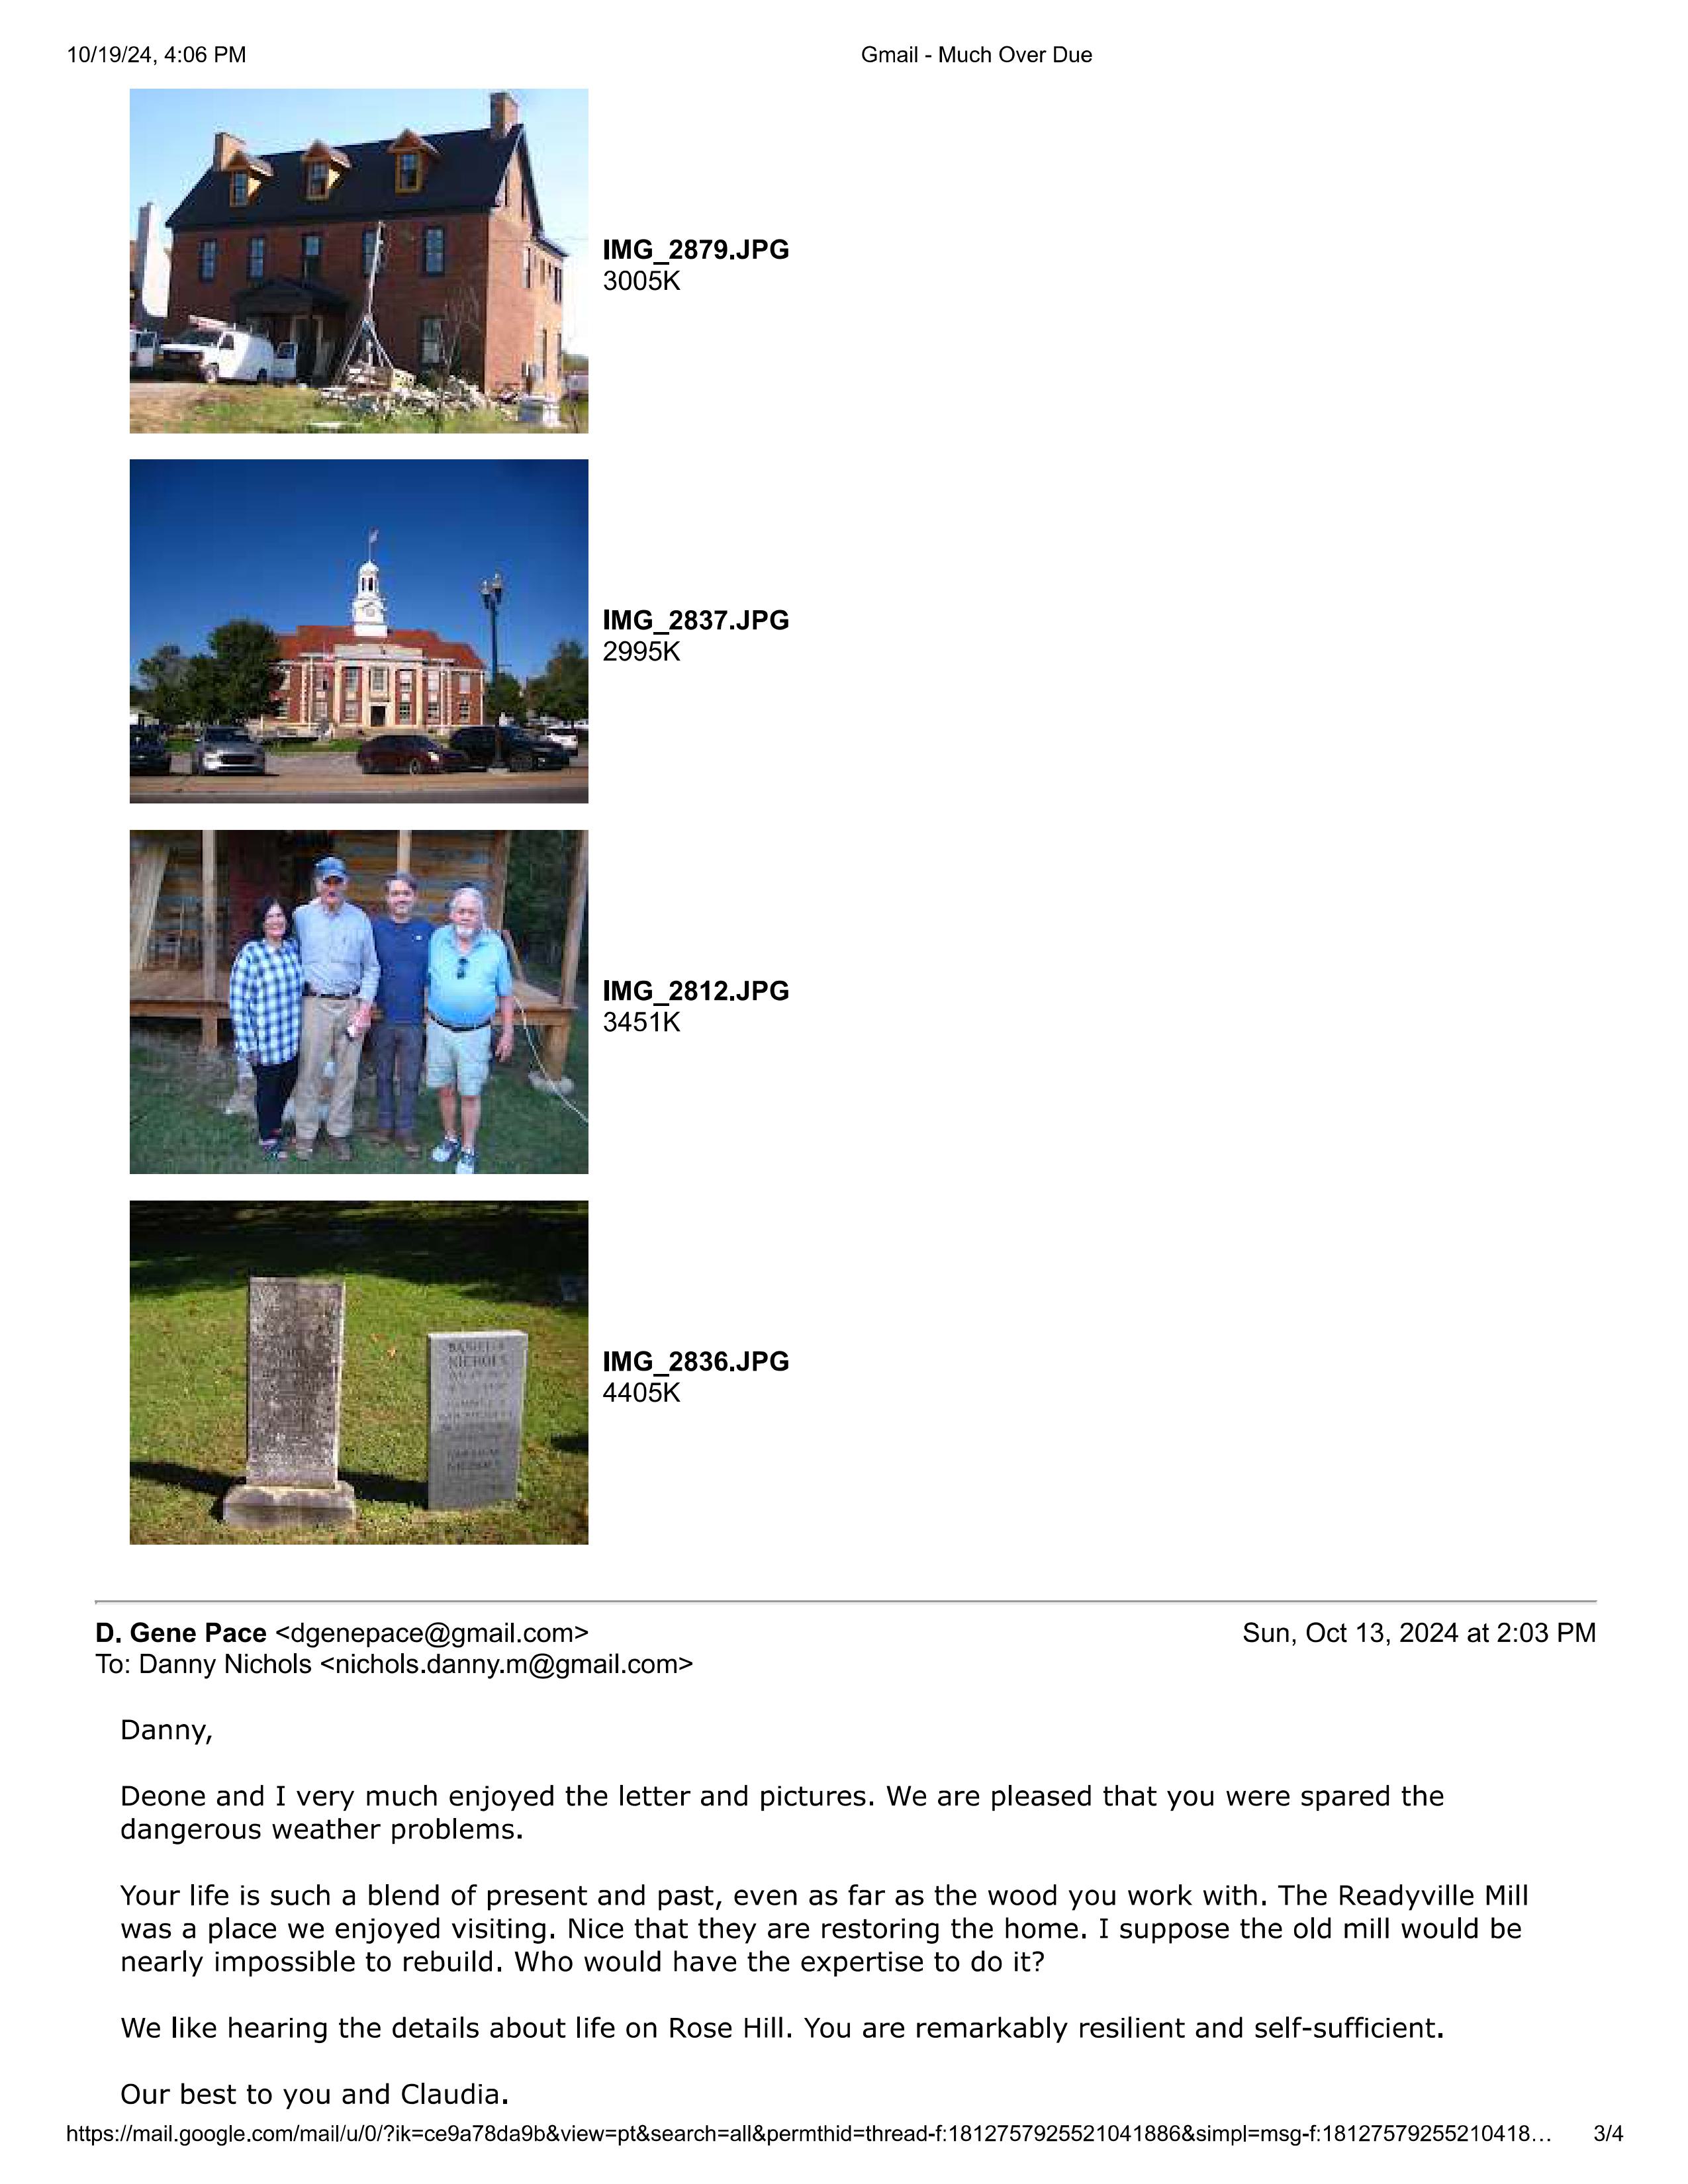 10/19/24, 4:06 PM
Gmail - Much Over Due
IMG_2879.JPG
3005K
IMG_2837.JPG
2995K
IMG_2812.JPG
3451K
NICHOLS
IMG_2836.JPG
4405K
D. Gene Pace <dgenepace@gmail.com>
Sun, Oct 13, 2024 at 2:03 PM
To: Danny Nichols <nichols.danny.m@gmail.com>
Danny,
Deone and I very much enjoyed the letter and pictures. We are pleased that you were spared the
dangerous weather problems.
Your life is such a blend of present and past, even as far as the wood you work with. The Readyville Mill
was a place we enjoyed visiting. Nice that they are restoring the home. I suppose the old mill would be
nearly impossible to rebuild. Who would have the expertise to do it?
We like hearing the details about life on Rose Hill. You are remarkably resilient and self-sufficient.
Our best to you and Claudia.
https://mail.google.com/mail/u/0/?ik=ce9a78da9b&view=pt&search=all&permthid=thread-f:1812757925521041886&simpl=msg-f:18127579255210418…
3/4